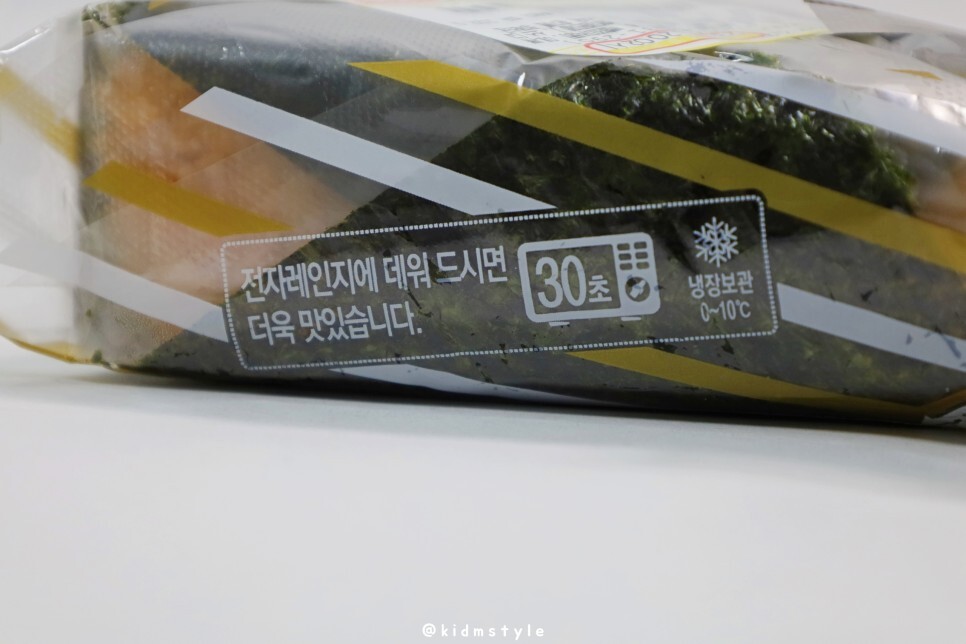 전자레인지에 데워 드시면
더욱 맛있습니다.
30초
냉장보관
0~10℃
@kidmstyle